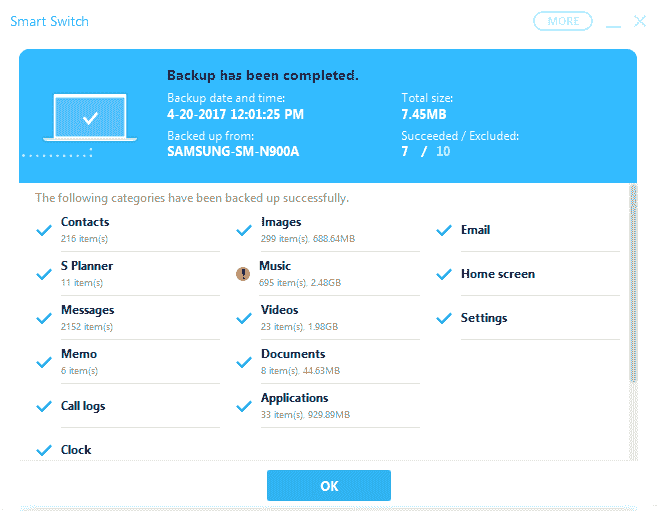 Smart Switch
MORE
Backup has been completed.
Backup date and time:
4-20-2017 12:01:25 PM
Total size:
7.45MB
Backed up from:
SAMSUNG-SM-N900A
Succeeded / Excluded:
7 / 10
The following categories have been backed up successfully.
Contacts
216 item(s)
S Planner
11 item(s)
Messages
2152 item(s)
Memo
6 item(s)
Call logs
Clock
Images
299 item(s), 688.64MB
Music
695 item(s), 2.48GB
Videos
23 item(s), 1.98GB
Documents
8 item(s), 44.63MB
Applications
33 item(s), 929.89MB
Email
Home screen
Settings
OK